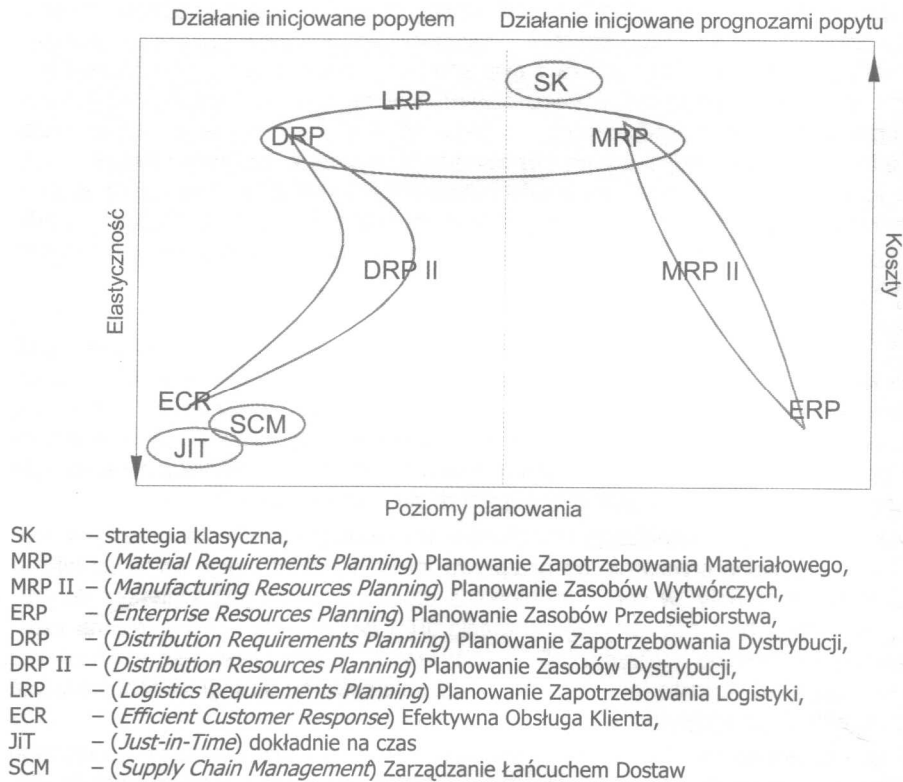 Działanie inicjowane popytem
Działanie inicjowane prognozami popytu
SK
LRP
DRP
MRP
Elastyczność
Koszty
DRP II
MRP II
ECR
ERP
SCM
JIT
Poziomy planowania
SK – strategia klasyczna,
MRP – (Material Requirements Planning) Planowanie Zapotrzebowania Materiałowego,
MRP II – (Manufacturing Resources Planning) Planowanie Zasobów Wytwórczych,
ERP – (Enterprise Resources Planning) Planowanie Zasobów Przedsiębiorstwa,
DRP – (Distribution Requirements Planning) Planowanie Zapotrzebowania Dystrybucji,
DRP II – (Distribution Resources Planning) Planowanie Zasobów Dystrybucji,
LRP – (Logistics Requirements Planning) Planowanie Zapotrzebowania Logistyki,
ECR – (Efficient Customer Response) Efektywna Obsługa Klienta,
JiT – (Just-in-Time) dokładnie na czas
SCM – (Supply Chain Management) Zarządzanie Łańcuchem Dostaw